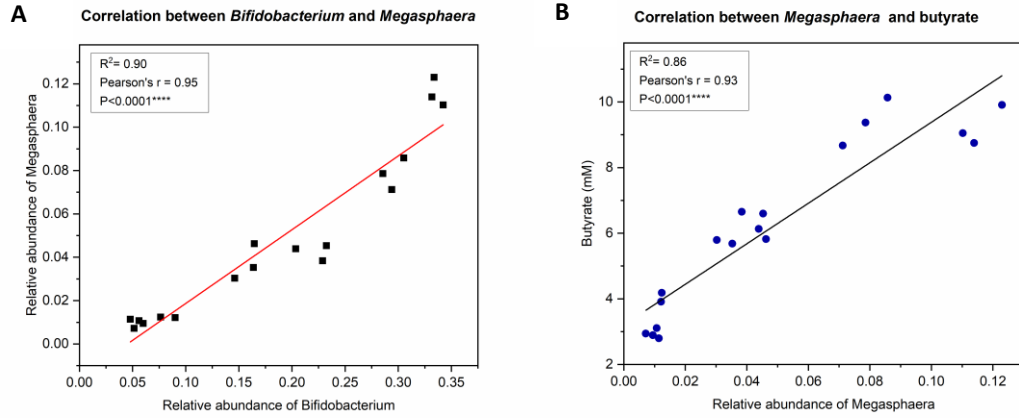 A
Correlation between Bifidobacterium and Megasphaera
R²= 0.90
Pearson's r = 0.95
P<0.0001****
Relative abundance of Megasphaera
0.12
0.10
0.08
0.06
0.04
0.02
0.00
0.00 0.05 0.10 0.15 0.20 0.25 0.30 0.35
Relative abundance of Bifidobacterium
B
Correlation between Megasphaera and butyrate
R²= 0.86
Pearson's r = 0.93
P<0.0001****
Butyrate (mM)
10
8
6
4
2
0.00 0.02 0.04 0.06 0.08 0.10 0.12
Relative abundance of Megasphaera